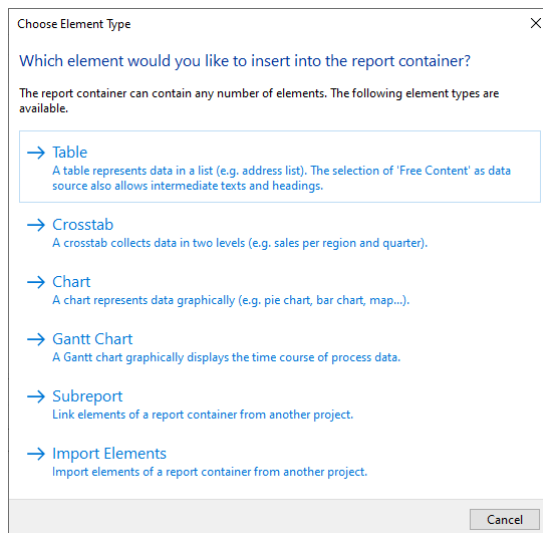 Choose Element Type
Which element would you like to insert into the report container?
The report container can contain any number of elements. The following element types are
available.
Table
A table represents data in a list (e.g. address list). The selection of 'Free Content' as data
source also allows intermediate texts and headings.
Crosstab
A crosstab collects data in two levels (e.g. sales per region and quarter).
Chart
A chart represents data graphically (e.g. pie chart, bar chart, map...).
Gantt Chart
A Gantt chart graphically displays the time course of process data.
Subreport
Link elements of a report container from another project.
Import Elements
Import elements of a report container from another project.
Cancel